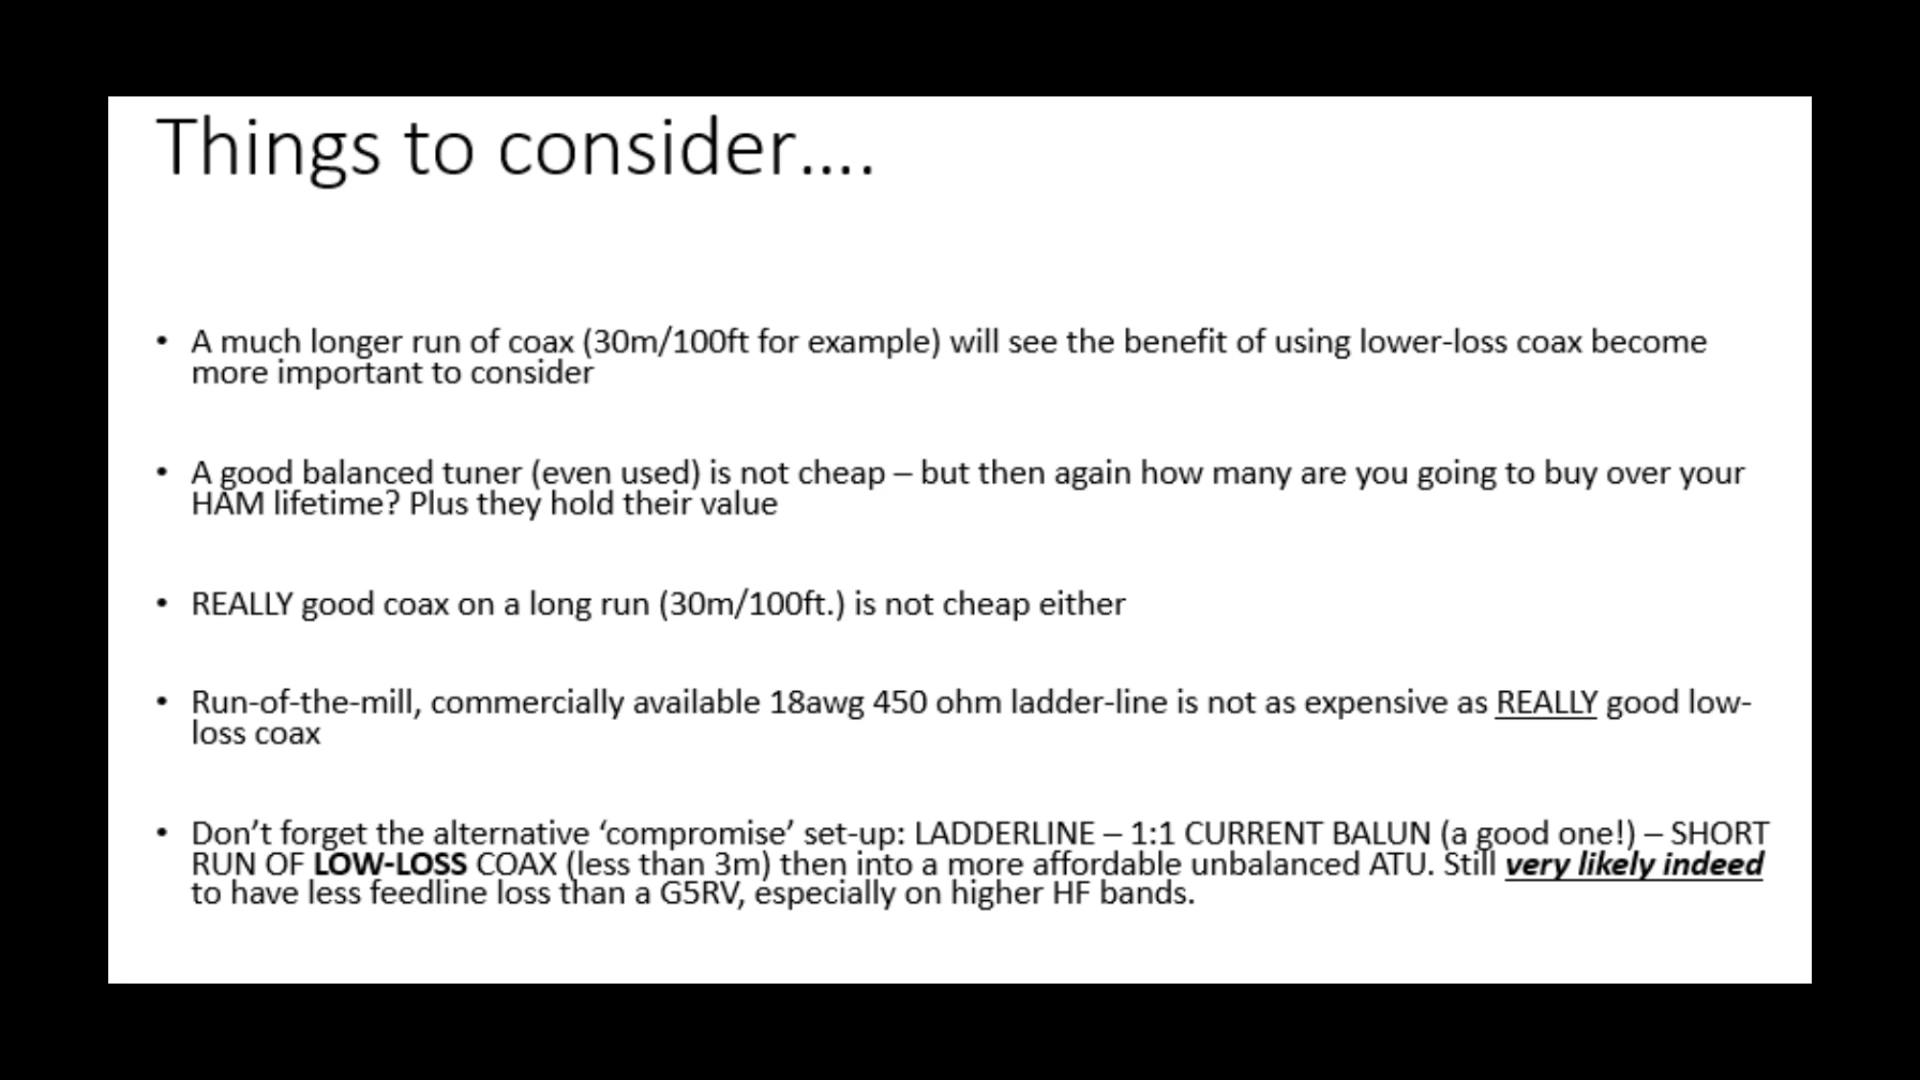 Things to consider....
• A much longer run of coax (30m/100ft for example) will see the benefit of using lower-loss coax become
more important to consider
• A good balanced tuner (even used) is not cheap – but then again how many are you going to buy over your
HAM lifetime? Plus they hold their value
• REALLY good coax on a long run (30m/100ft.) is not cheap either
• Run-of-the-mill, commercially available 18awg 450 ohm ladder-line is not as expensive as REALLY good low-
loss coax
• Don’t forget the alternative ‘compromise’ set-up: LADDERLINE – 1:1 CURRENT BALUN (a good one!) – SHORT
RUN OF LOW-LOSS COAX (less than 3m) then into a more affordable unbalanced ATU. Still very likely indeed
to have less feedline loss than a G5RV, especially on higher HF bands.